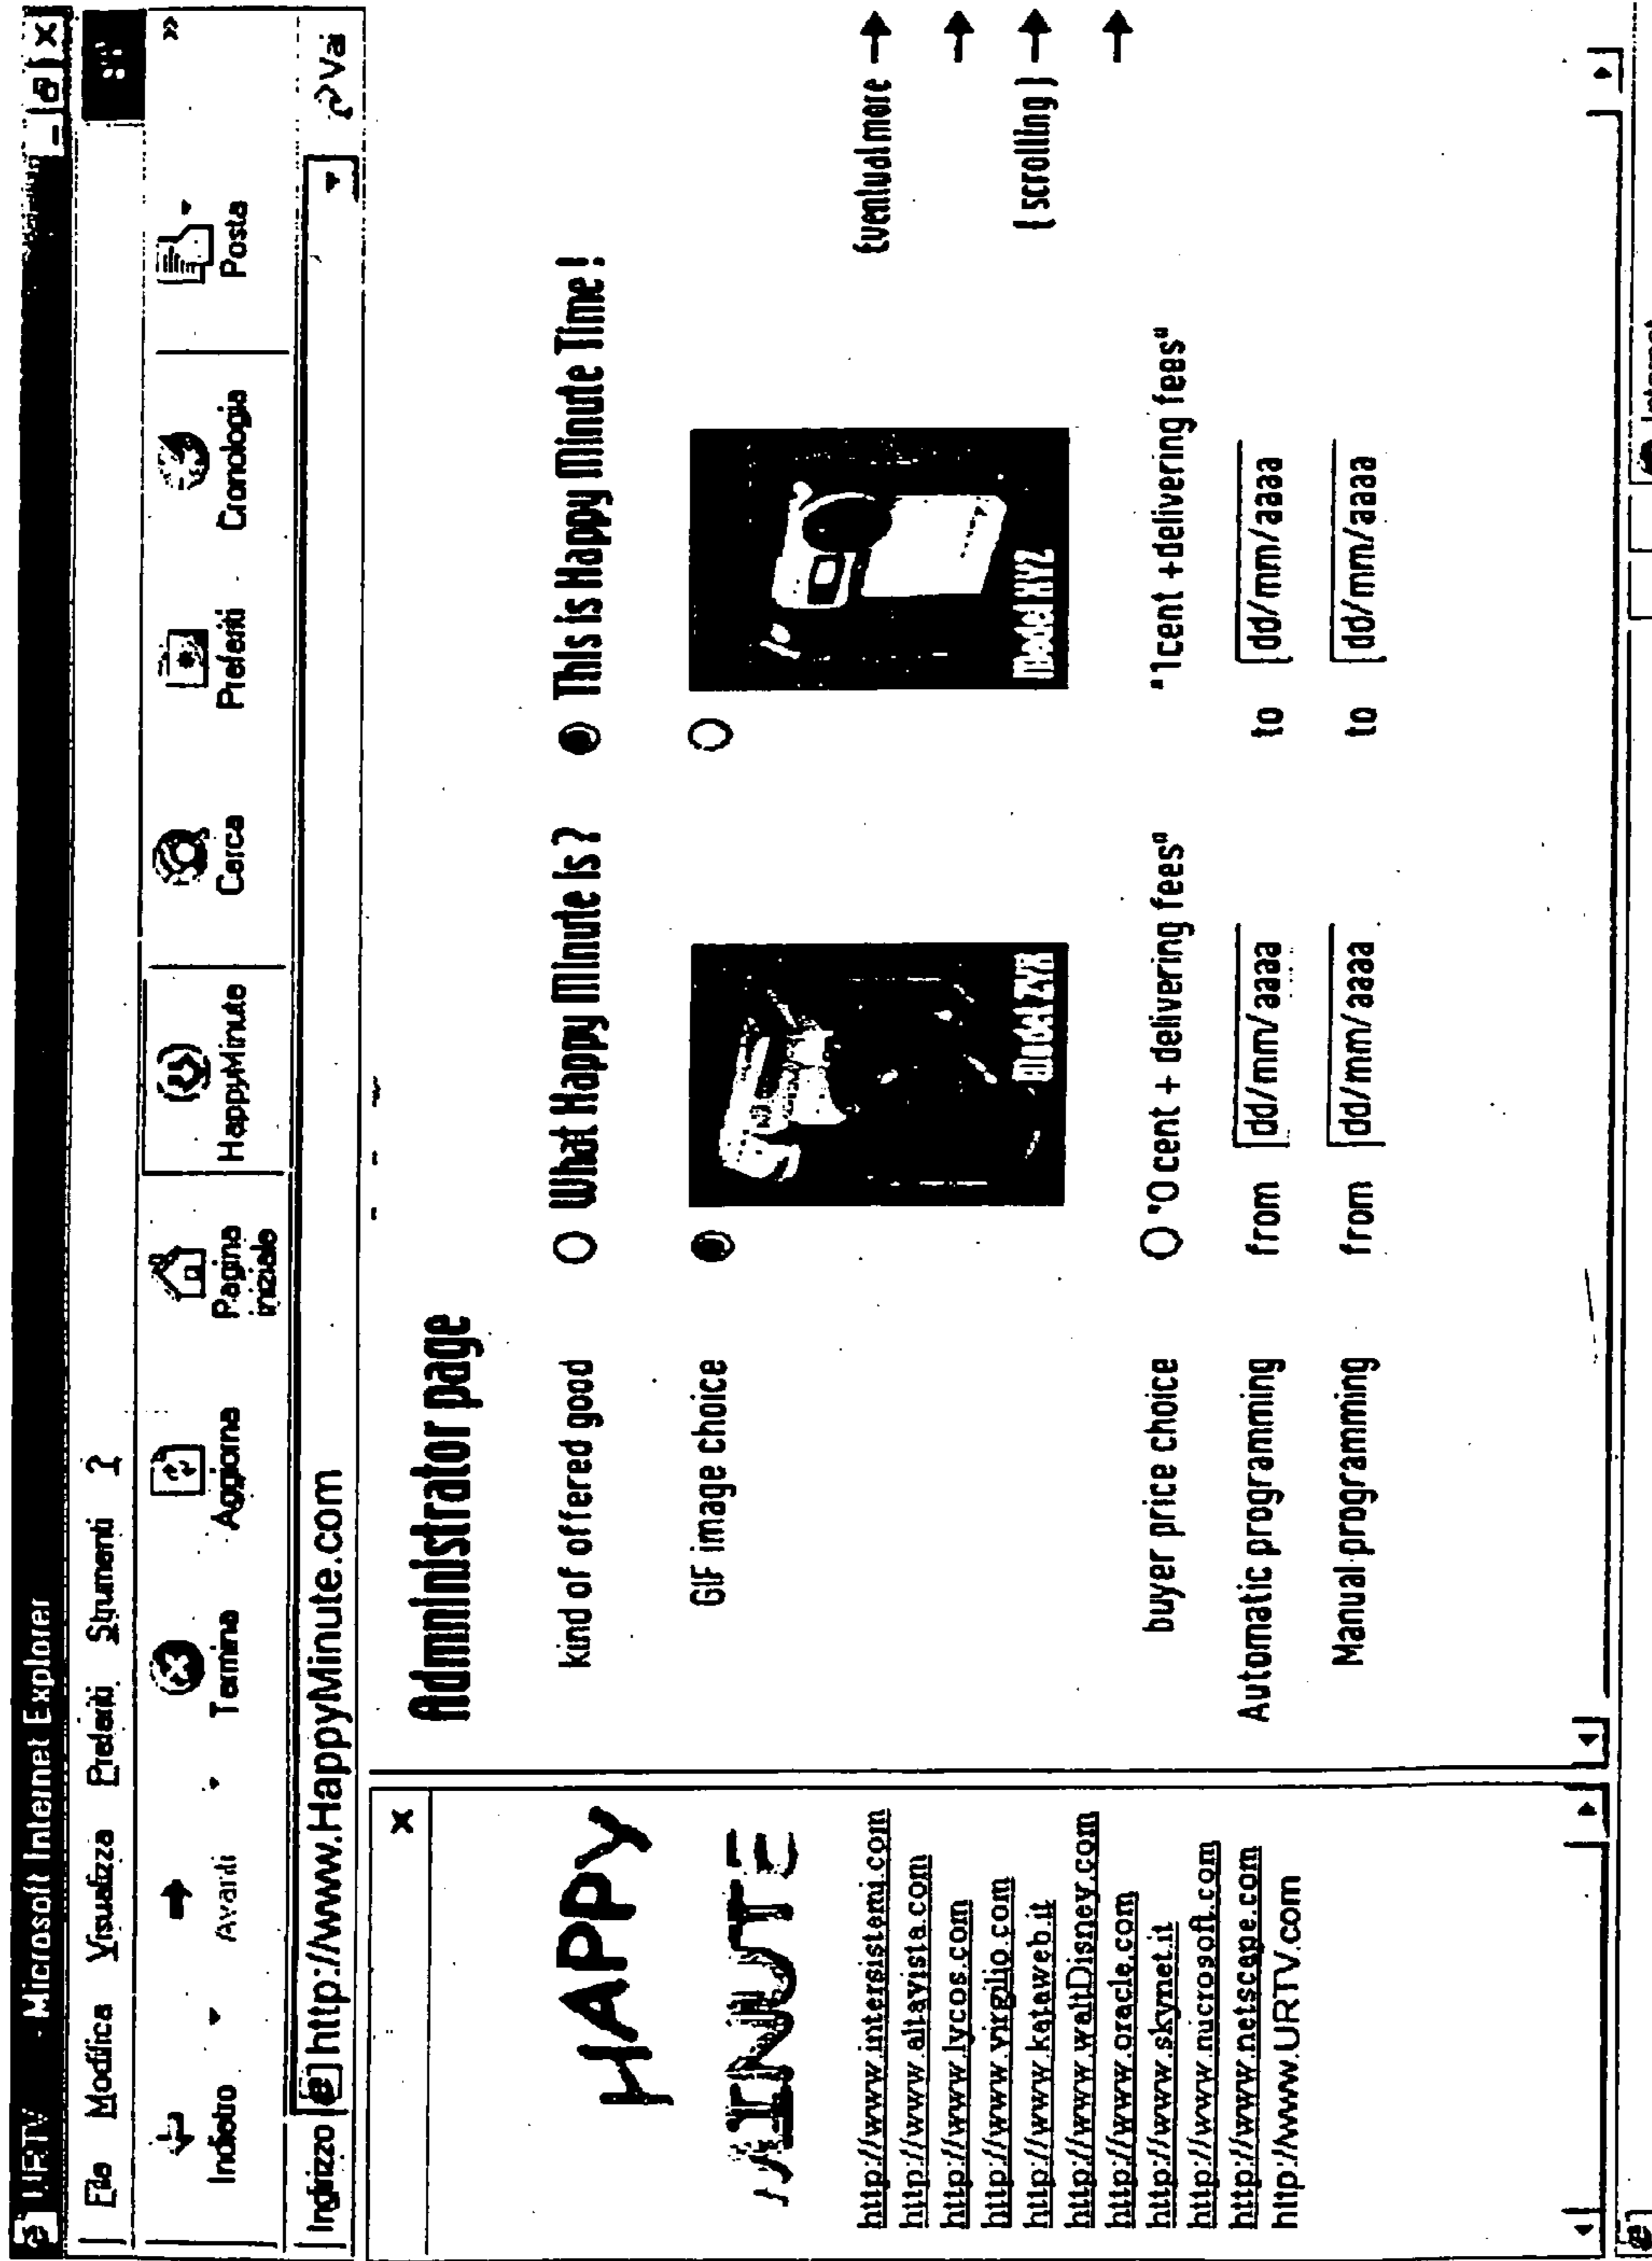 URTV - Microsoft Internet Explorer
File Modifica Visualizza Preferiti Strumenti ?
Indietro Avanti Termina Aggiorna Pagina iniziale HappyMinute Cerca Preferiti Cronologia Posta »
Indirizzo http://www.HappyMinute.com Vai
HAPPY
MINUTE
http://www.intersistemi.com
http://www.altavista.com
http://www.lycos.com
http://www.virgilio.com
http://www.kataweb.it
http://www.waltDisney.com
http://www.oracle.com
http://www.skynet.it
http://www.microsoft.com
http://www.netscape.com
http://www.URTV.com
Administrator page
kind of offered good What Happy Minute is ? This is Happy Minute Time !
GIF image choice
model ZYX model XYZ
Eventual more
( scrolling )
buyer price choice "0 cent + delivering fees" "1cent +delivering fees"
Automatic programming from dd/mm/aaaa to dd/mm/aaaa
Manual programming from dd/mm/aaaa to dd/mm/aaaa
Internet